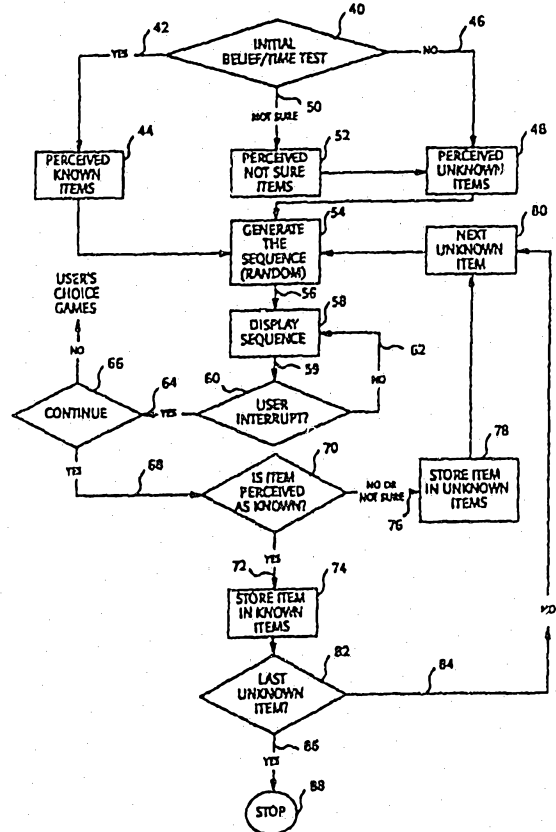 42
40
46
YES
INITIAL
BELIEF/TIME TEST
NO
50
NOT SURE
44
52
48
PERCEIVED
KNOWN
ITEMS
PERCEIVED
NOT SURE
ITEMS
PERCEIVED
UNKNOWN
ITEMS
54
80
GENERATE
THE
SEQUENCE
(RANDOM)
NEXT
UNKNOWN
ITEM
USER'S
CHOICE
GAMES
56
58
DISPLAY
SEQUENCE
62
NO
59
66
64
60
NO
CONTINUE
YES
USER
INTERRUPT?
YES
68
70
78
IS ITEM
PERCEIVED
AS KNOWN?
NO OR
NOT SURE
76
STORE ITEM
IN UNKNOWN
ITEMS
YES
72
74
STORE ITEM
IN KNOWN
ITEMS
NO
82
84
LAST
UNKNOWN
ITEM?
86
YES
88
STOP